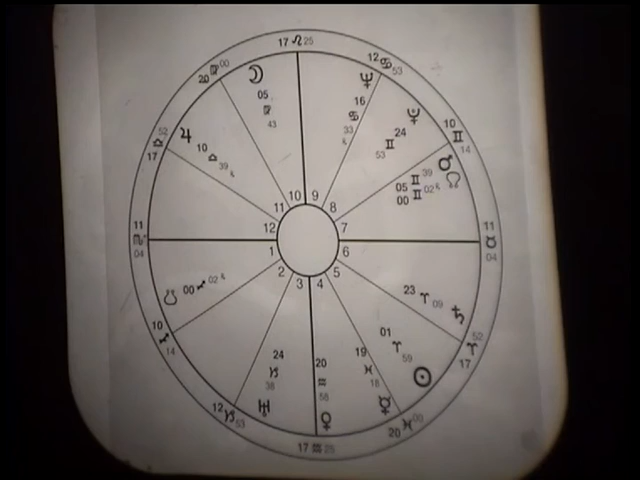 17 ♌ 25
20 ♍ 00
12 ♋ 53
☽ 05 ♍ 43
♆ 16 ♋ 33 ℞
♇ 24 ♊ 53
10 ♊ 14
17 ♎ 52
♃ 10 ♎ 39 ℞
♂ 05 ♊ 39
☊ 00 ♊ 02 ℞
10 9
11 8
12 7
1 6
2 5
3 4
11 ♏ 04
11 ♉ 04
☋ 00 ♐ 02 ℞
23 ♈ 09 ♄
10 ♐ 14
17 ♈ 52
01 ♈ 59 ☉
24 ♑ 38 ♅
20 ♒ 58 ♀
19 ♓ 18 ☿
12 ♑ 53
20 ♓ 00
17 ♒ 25